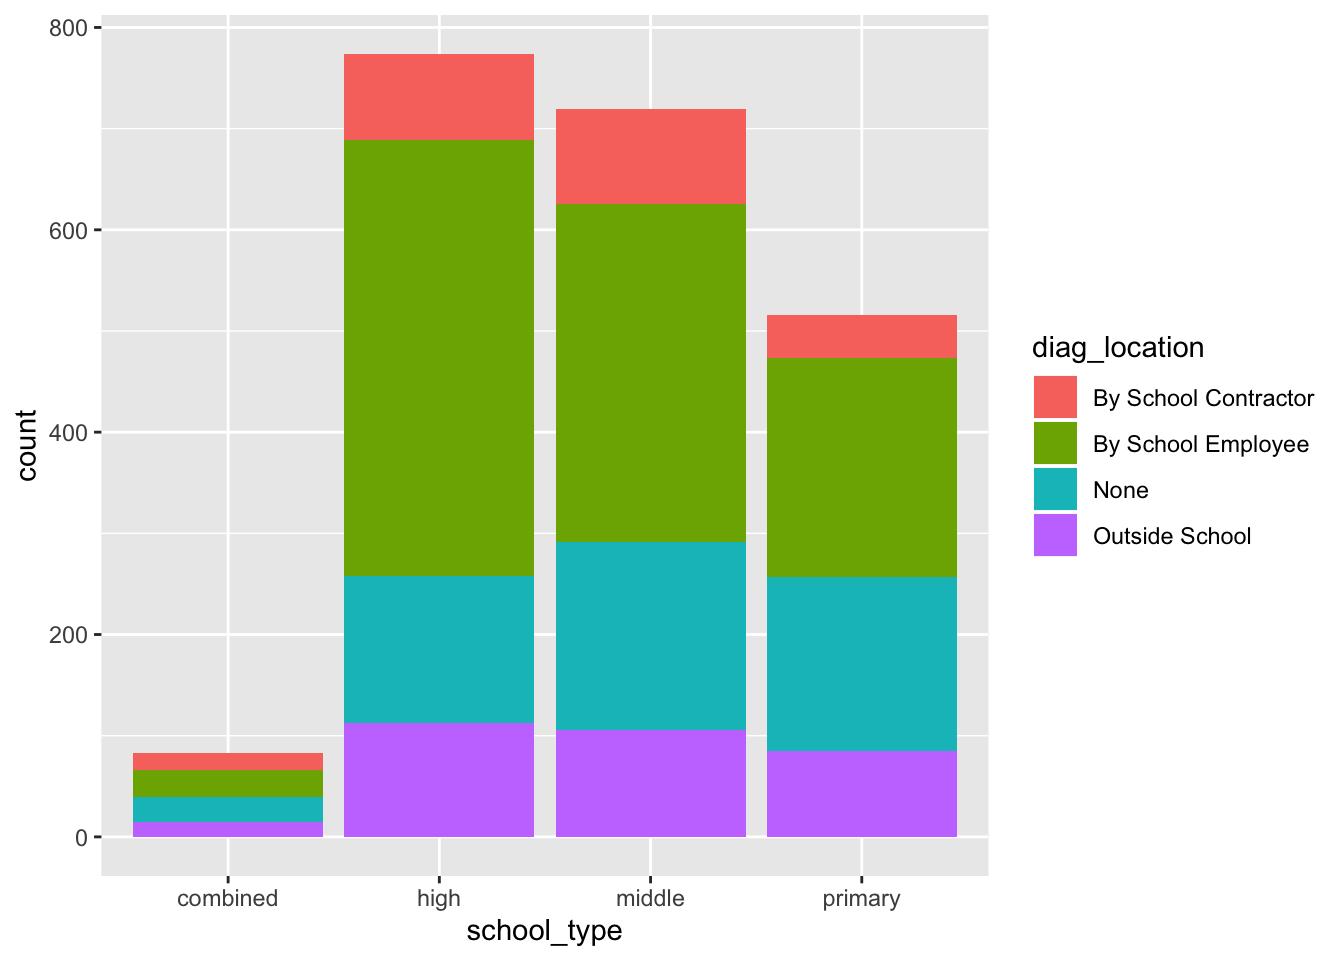 800
600
400
200
0
count
combined
high
middle
primary
school_type
diag_location
By School Contractor
By School Employee
None
Outside School